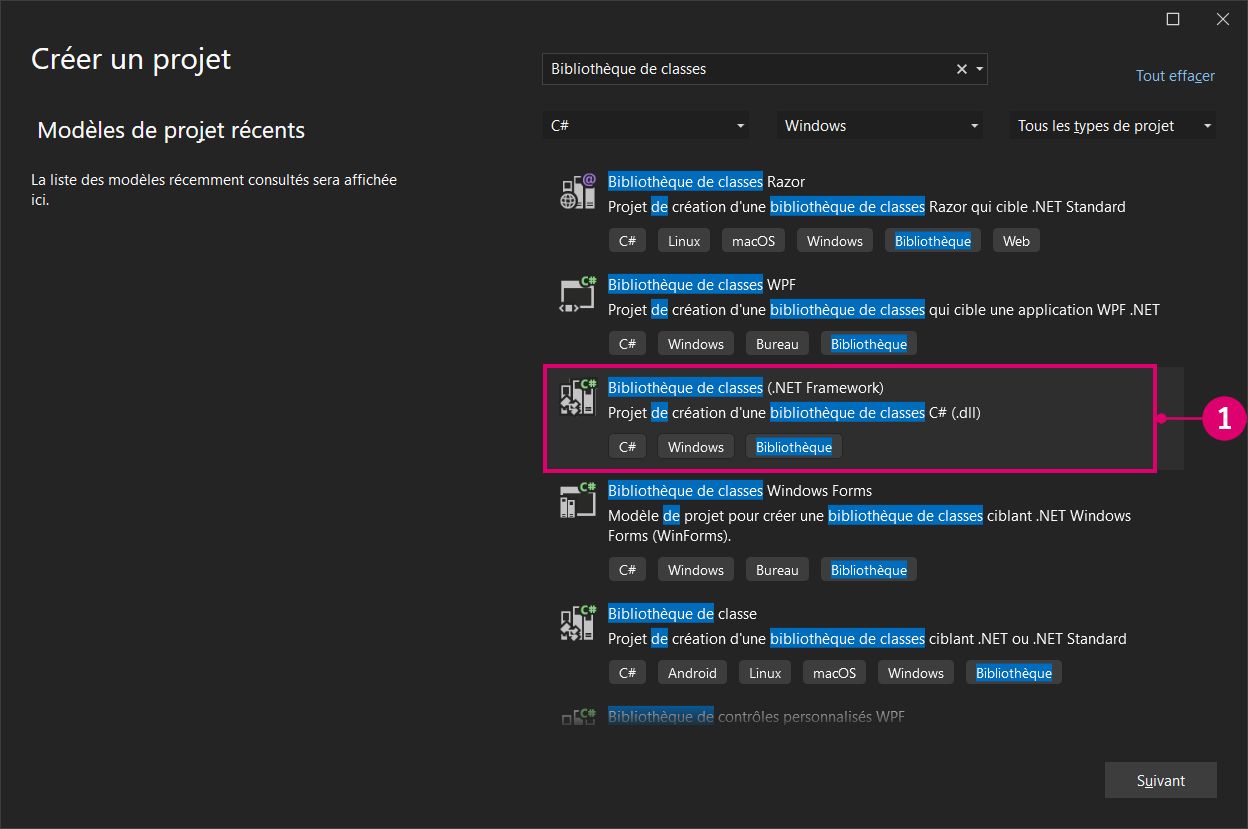 Créer un projet
Modèles de projet récents
La liste des modèles récemment consultés sera affichée
ici.
Bibliothèque de classes
Tout effacer
C#
Windows
Tous les types de projet
Bibliothèque de classes Razor
Projet de création d'une bibliothèque de classes Razor qui cible .NET Standard
C# Linux macOS Windows Bibliothèque Web
Bibliothèque de classes WPF
Projet de création d'une bibliothèque de classes qui cible une application WPF .NET
C# Windows Bureau Bibliothèque
Bibliothèque de classes (.NET Framework)
Projet de création d'une bibliothèque de classes C# (.dll)
C# Windows Bibliothèque
1
Bibliothèque de classes Windows Forms
Modèle de projet pour créer une bibliothèque de classes ciblant .NET Windows
Forms (WinForms).
C# Windows Bureau Bibliothèque
Bibliothèque de classe
Projet de création d'une bibliothèque de classes ciblant .NET ou .NET Standard
C# Android Linux macOS Windows Bibliothèque
Bibliothèque de contrôles personnalisés WPF
Suivant